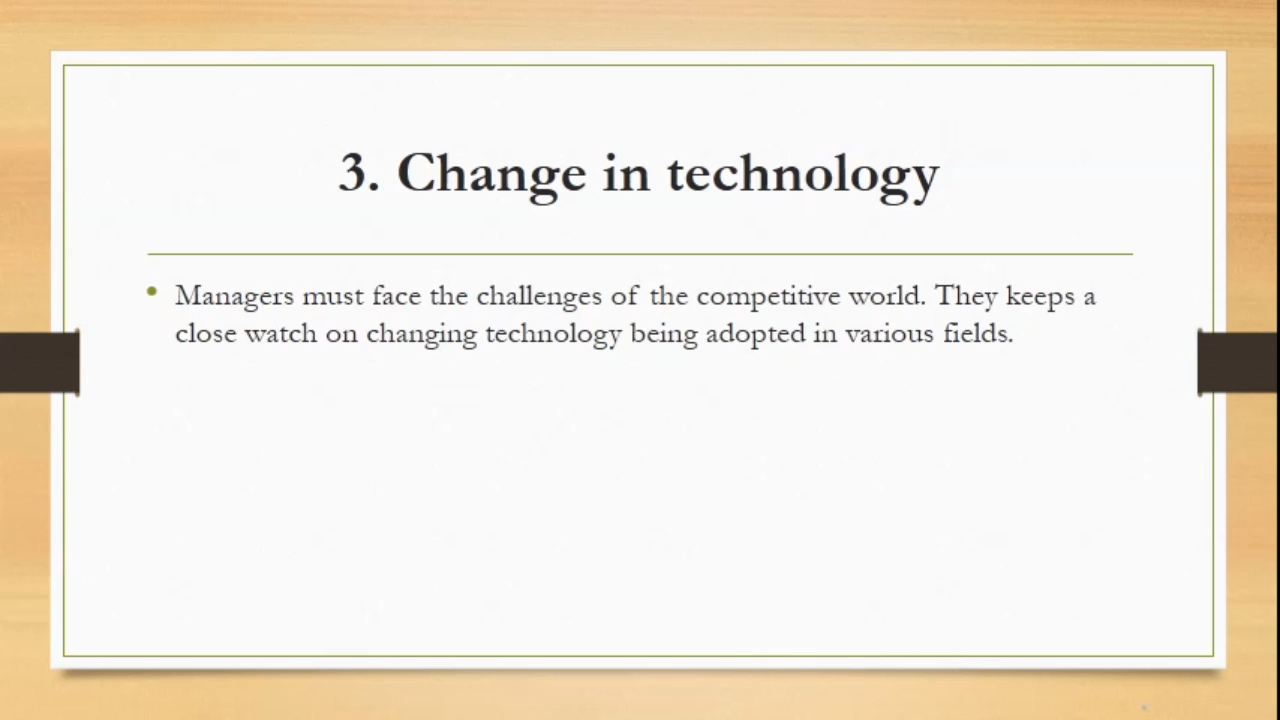 3. Change in technology
• Managers must face the challenges of the competitive world. They keeps a
close watch on changing technology being adopted in various fields.